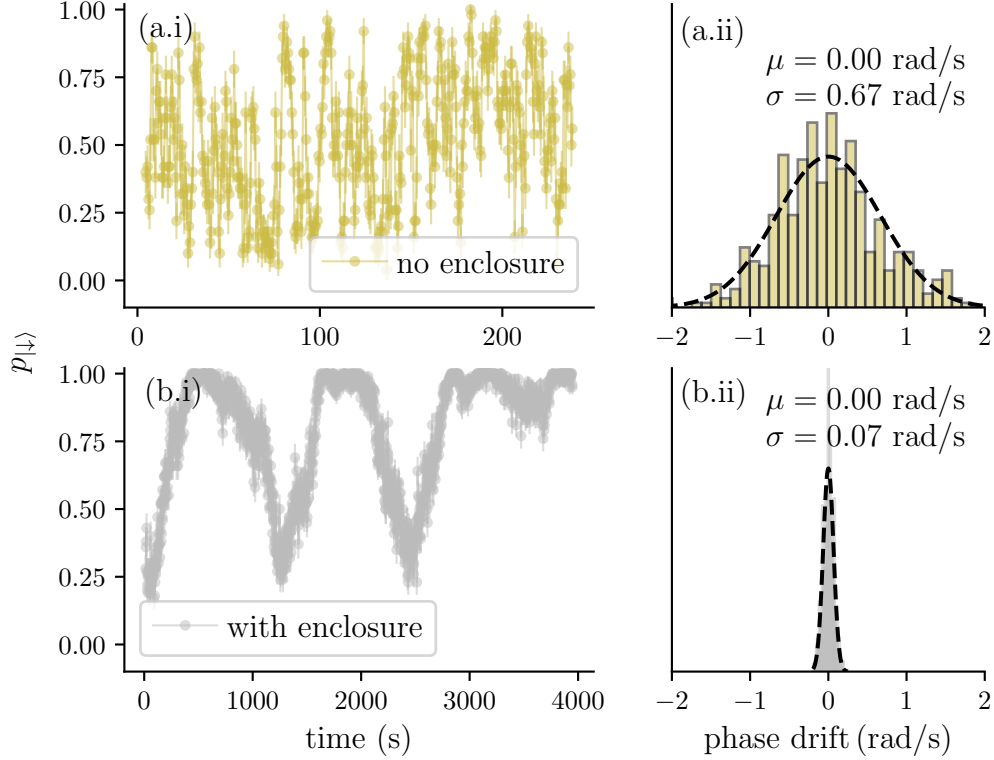 (a.i)
1.00
0.75
0.50
0.25
0.00
no enclosure
0
100
200
(a.ii)
μ = 0.00 rad/s
σ = 0.67 rad/s
−2
−1
0
1
2
p|↓⟩
(b.i)
1.00
0.75
0.50
0.25
0.00
with enclosure
0
1000
2000
3000
4000
time (s)
(b.ii)
μ = 0.00 rad/s
σ = 0.07 rad/s
−2
−1
0
1
2
phase drift (rad/s)